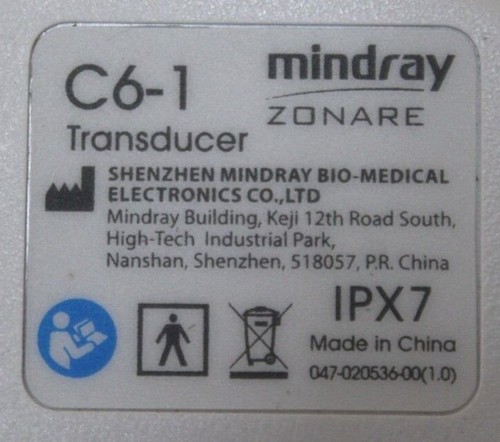 C6-1
mindray
ZONARE
Transducer
SHENZHEN MINDRAY BIO-MEDICAL
ELECTRONICS CO.,LTD
Mindray Building, Keji 12th Road South,
High-Tech Industrial Park,
Nanshan, Shenzhen, 518057, P.R. China
IPX7
Made in China
047-020536-00(1.0)